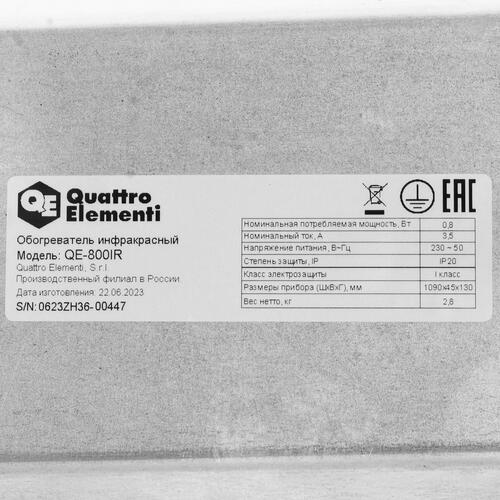 QE Quattro
Elementi
EAC
Обогреватель инфракрасный
Модель: QE-800IR
Quattro Elementi, S.r.l.
Производственный филиал в России
Дата изготовления: 22.06.2023
S/N: 0623ZH36-00447
Номинальная потребляемая мощность, Вт 0,8
Номинальный ток, А 3,5
Напряжение питания, В~Гц 230 ~ 50
Степень защиты, IP IP20
Класс электрозащиты I класс
Размеры прибора (ШхВхГ), мм 1090х45х130
Вес нетто, кг 2,8